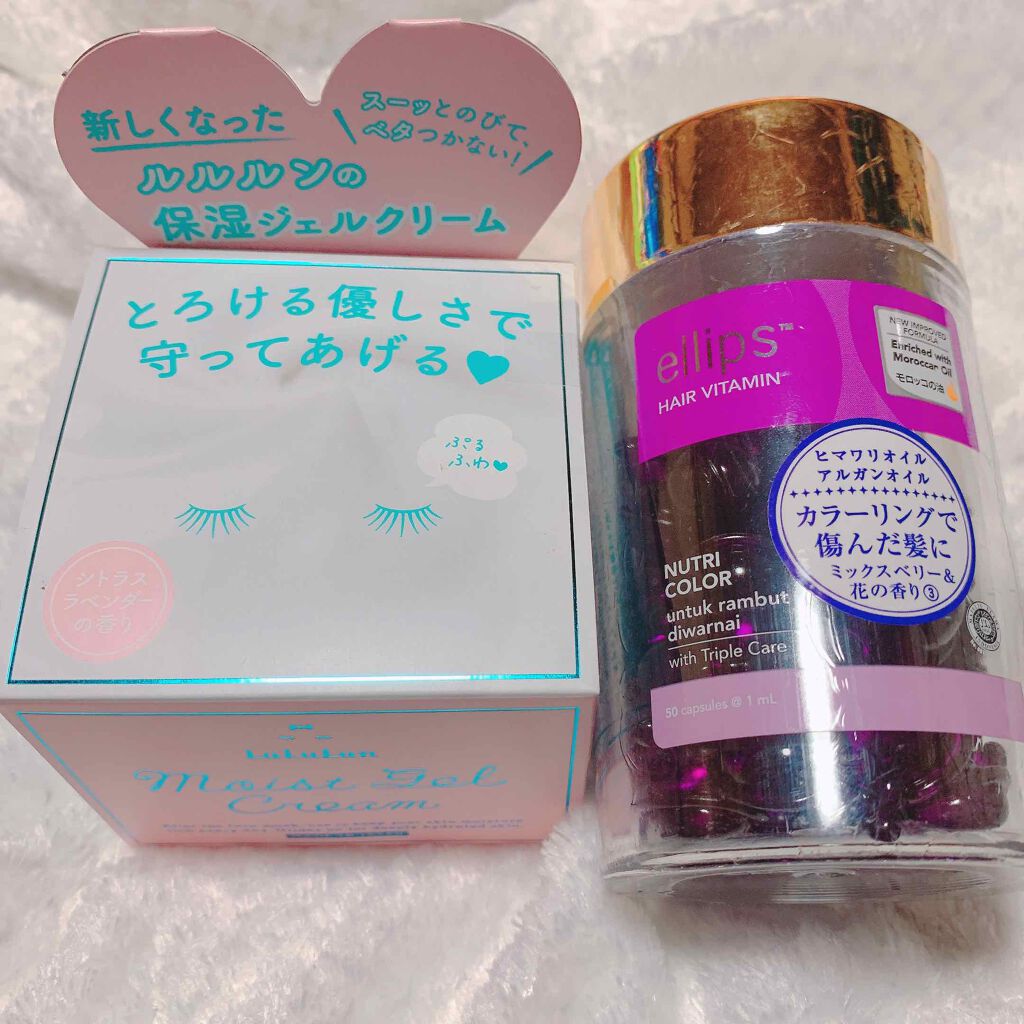 新しくなった
ルルルンの
保湿ジェルクリーム
スーッとのびて、
ベタつかない!
とろける優しさで
守ってあげる♥
ぷる
ふわ♥
シトラス
ラベンダー
の香り
LuLuLun
Moist Gel
Cream
ellips™
HAIR VITAMIN
NEW IMPROVED
FORMULA
Enriched with
Moroccan Oil
モロッコの油
ヒマワリオイル
アルガンオイル
カラーリングで
傷んだ髪に
ミックスベリー&
花の香り③
NUTRI
COLOR
untuk rambut
diwarnai
with Triple Care
50 capsules @ 1 mL